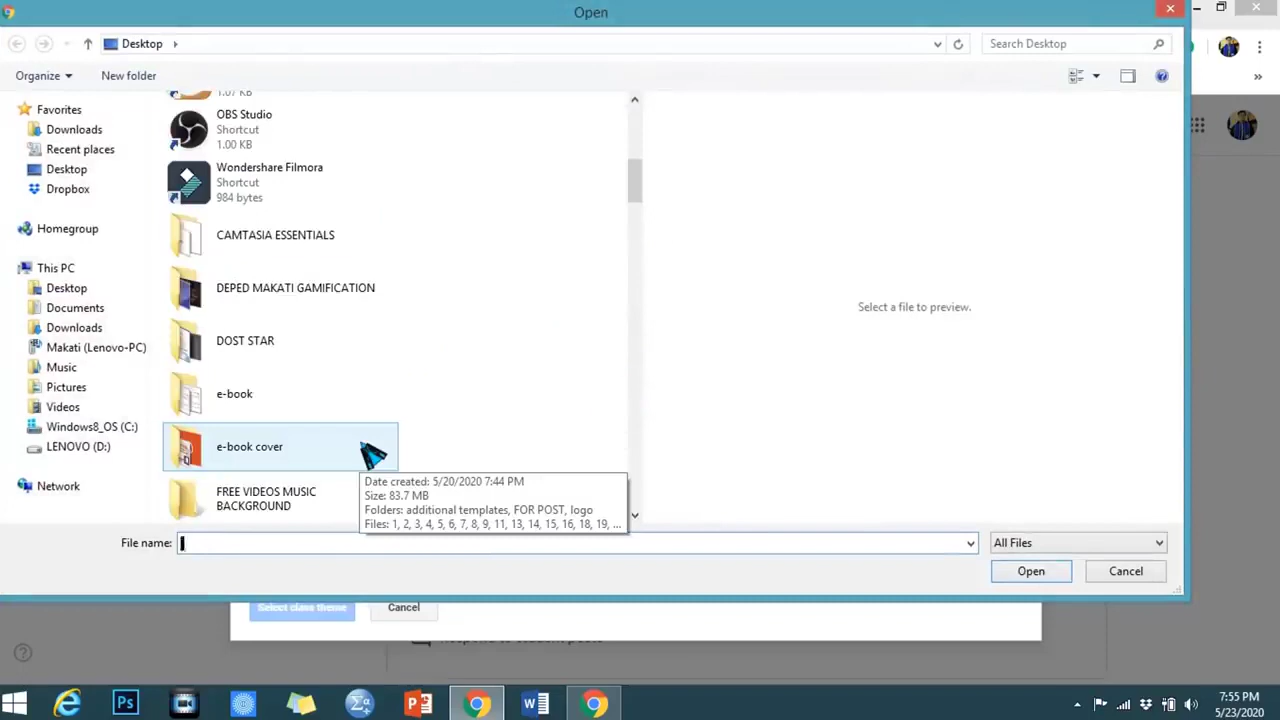 Open
Desktop
Search Desktop
Organize
New folder
Favorites
Downloads
Recent places
Desktop
Dropbox
Homegroup
This PC
Desktop
Documents
Downloads
Makati (Lenovo-PC)
Music
Pictures
Videos
Windows8_OS (C:)
LENOVO (D:)
Network
1.07 KB
OBS Studio
Shortcut
1.00 KB
Wondershare Filmora
Shortcut
984 bytes
CAMTASIA ESSENTIALS
DEPED MAKATI GAMIFICATION
DOST STAR
e-book
e-book cover
FREE VIDEOS MUSIC
BACKGROUND
Date created: 5/20/2020 7:44 PM
Size: 83.7 MB
Folders: additional templates, FOR POST, logo
Files: 1, 2, 3, 4, 5, 6, 7, 8, 9, 11, 13, 14, 15, 16, 18, 19, ...
Select a file to preview.
File name:
All Files
Open
Cancel
Select class theme
Cancel
Respond to student posts
Ps
7:55 PM
5/23/2020